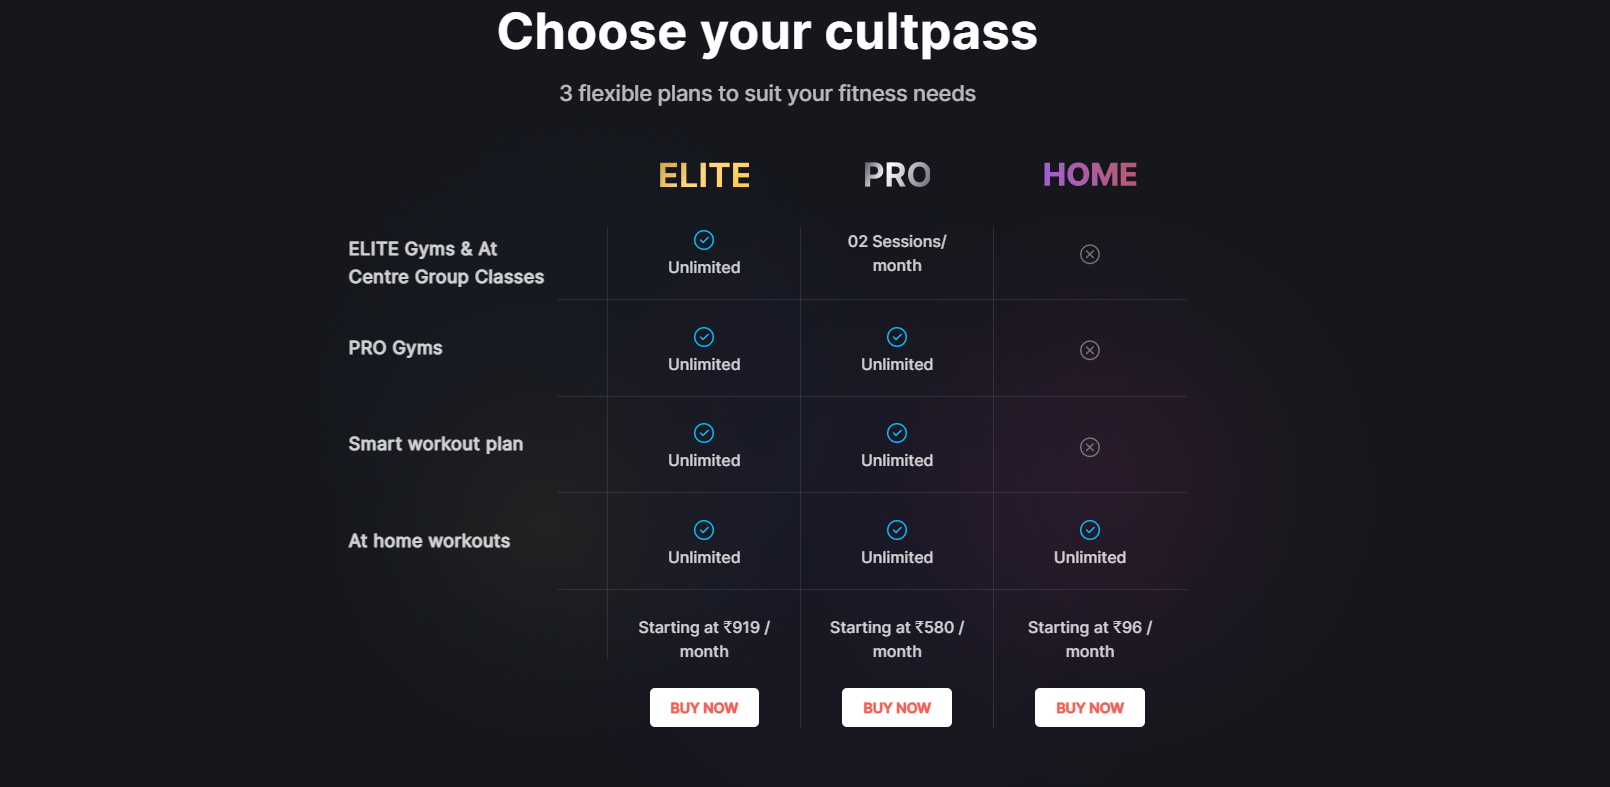 Choose your cultpass
3 flexible plans to suit your fitness needs
ELITE PRO HOME
ELITE Gyms & At
Centre Group Classes
Unlimited
02 Sessions/
month
PRO Gyms
Unlimited Unlimited
Smart workout plan
Unlimited Unlimited
At home workouts
Unlimited Unlimited Unlimited
Starting at ₹919 /
month
Starting at ₹580 /
month
Starting at ₹96 /
month
BUY NOW BUY NOW BUY NOW